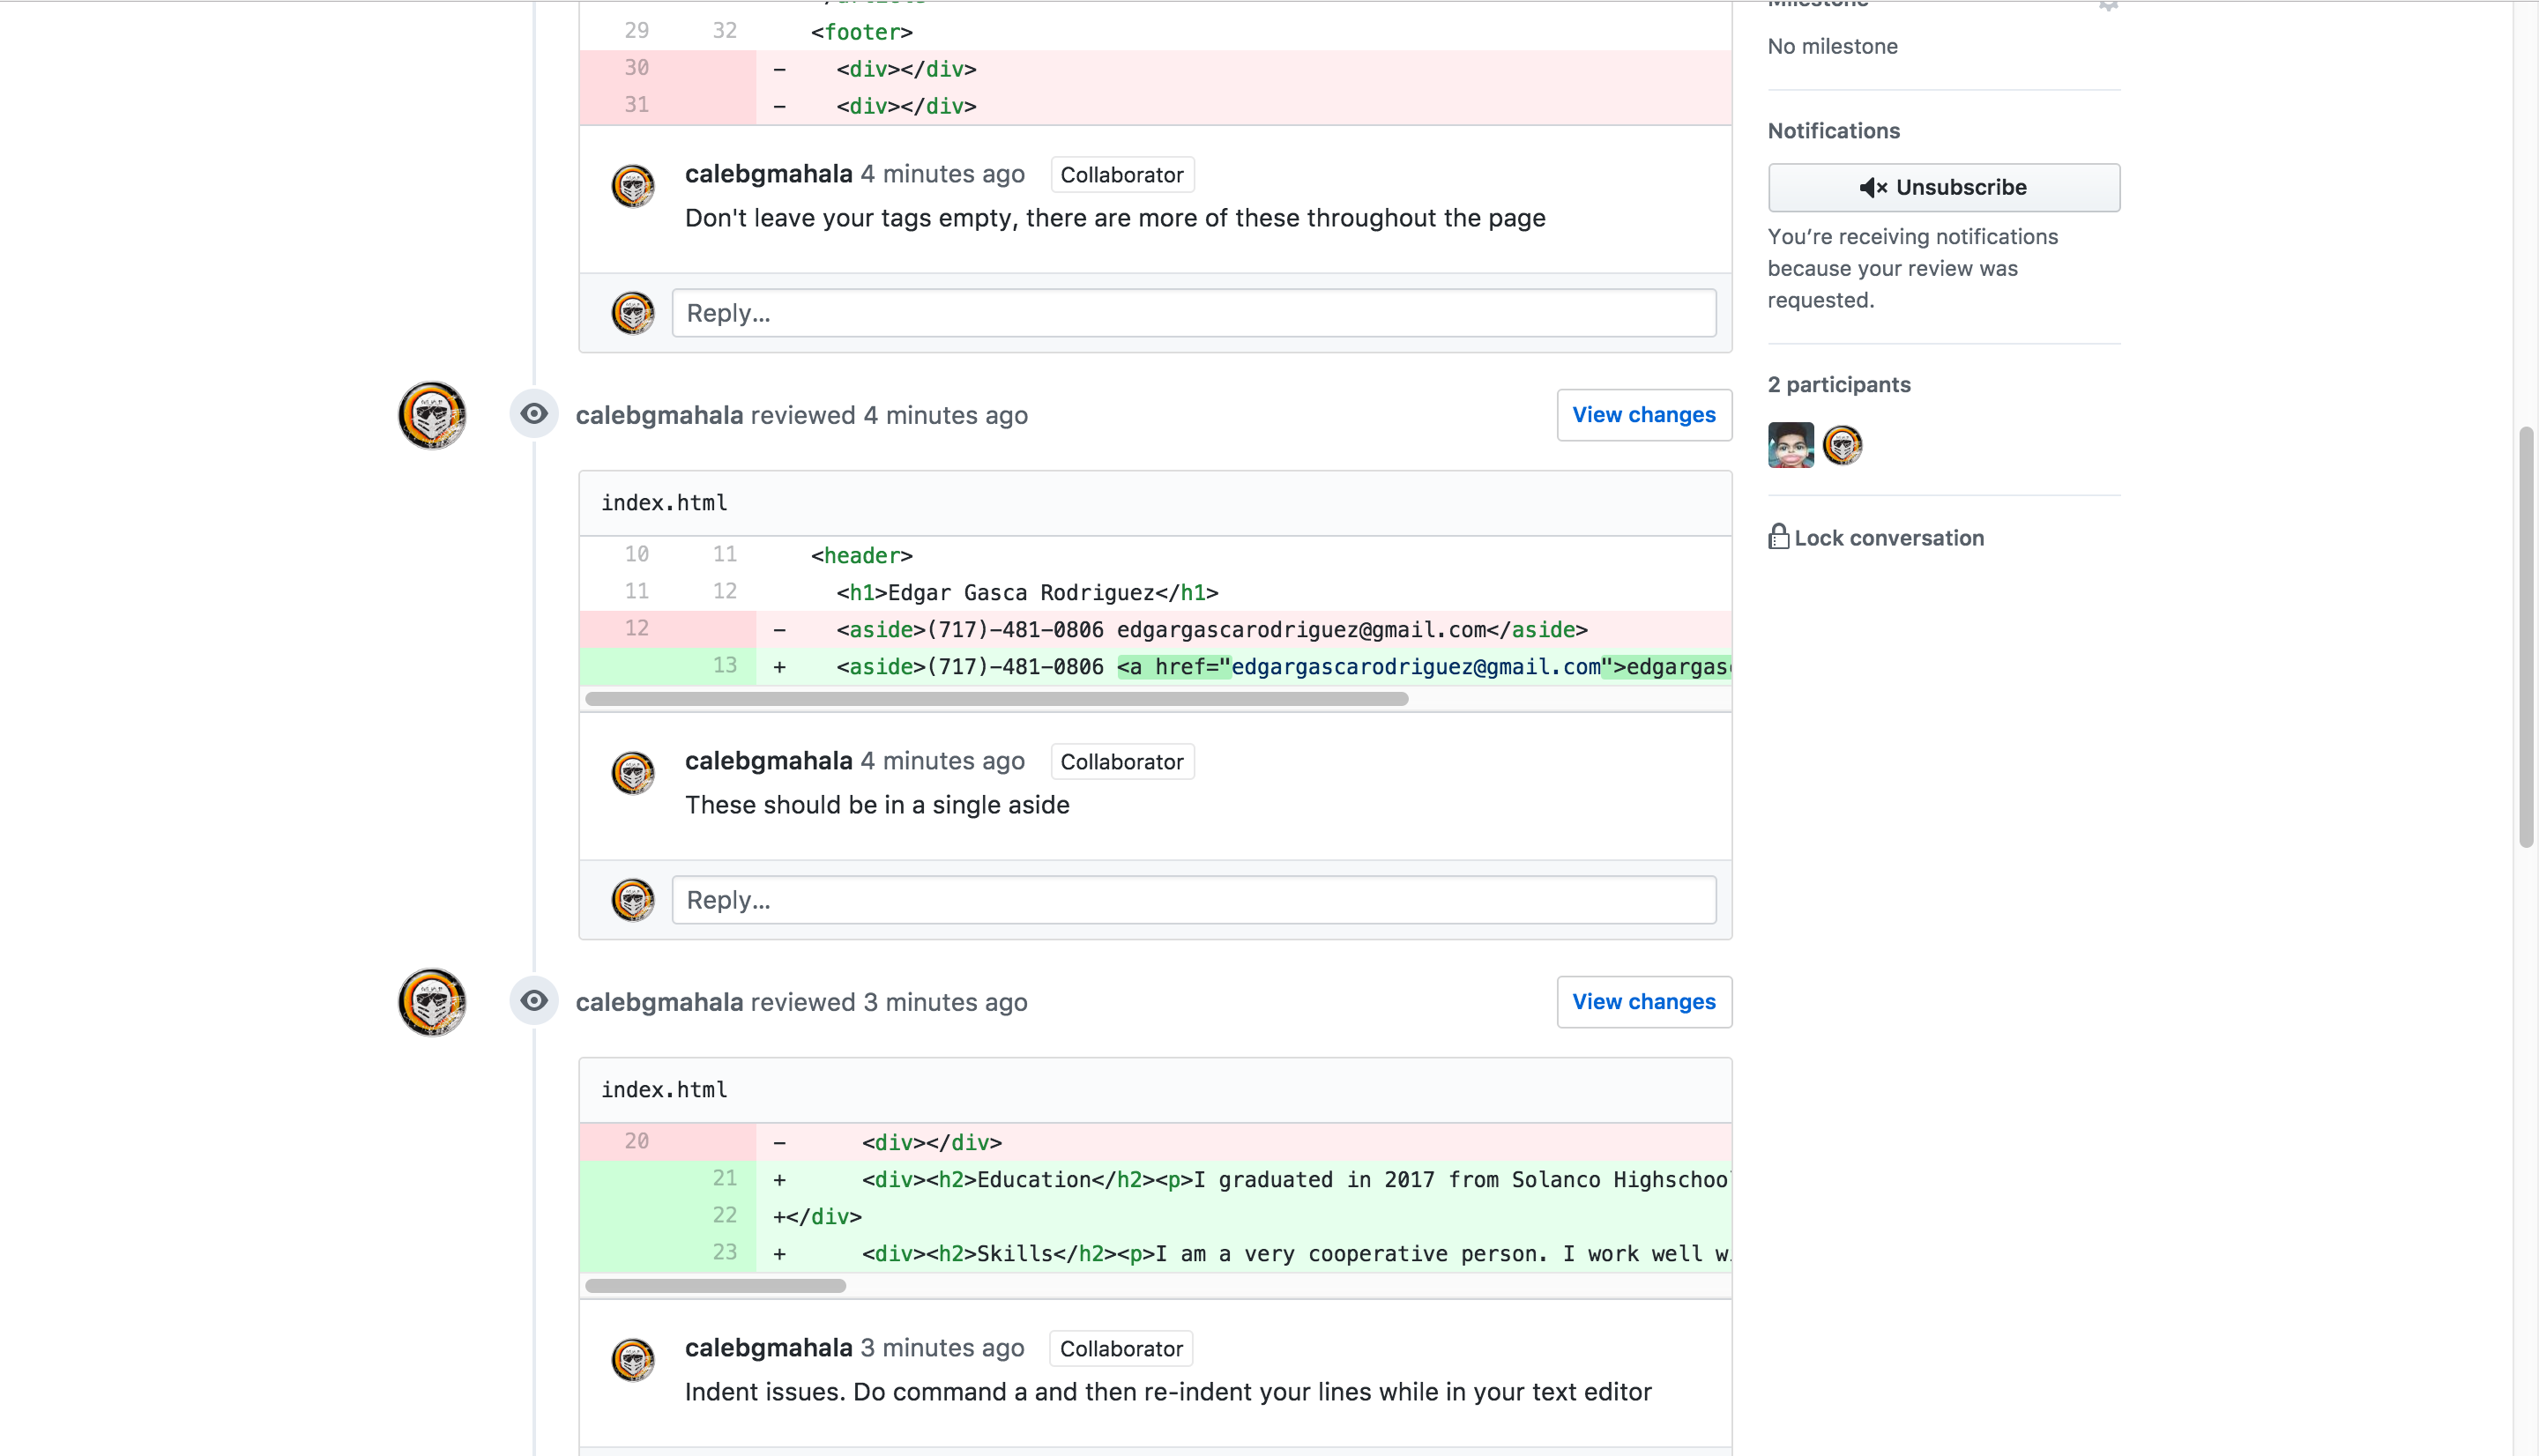 29 32 <footer>
30 - <div></div>
31 - <div></div>
calebgmahala 4 minutes ago Collaborator
Don't leave your tags empty, there are more of these throughout the page
Reply...
calebgmahala reviewed 4 minutes ago View changes
index.html
10 11 <header>
11 12 <h1>Edgar Gasca Rodriguez</h1>
12 - <aside>(717)-481-0806 edgargascarodriguez@gmail.com</aside>
13 + <aside>(717)-481-0806 <a href="edgargascarodriguez@gmail.com">edgargasc
calebgmahala 4 minutes ago Collaborator
These should be in a single aside
Reply...
calebgmahala reviewed 3 minutes ago View changes
index.html
20 - <div></div>
21 + <div><h2>Education</h2><p>I graduated in 2017 from Solanco Highschool
22 +</div>
23 + <div><h2>Skills</h2><p>I am a very cooperative person. I work well w
calebgmahala 3 minutes ago Collaborator
Indent issues. Do command a and then re-indent your lines while in your text editor
Milestone
No milestone
Notifications
Unsubscribe
You're receiving notifications
because your review was
requested.
2 participants
Lock conversation